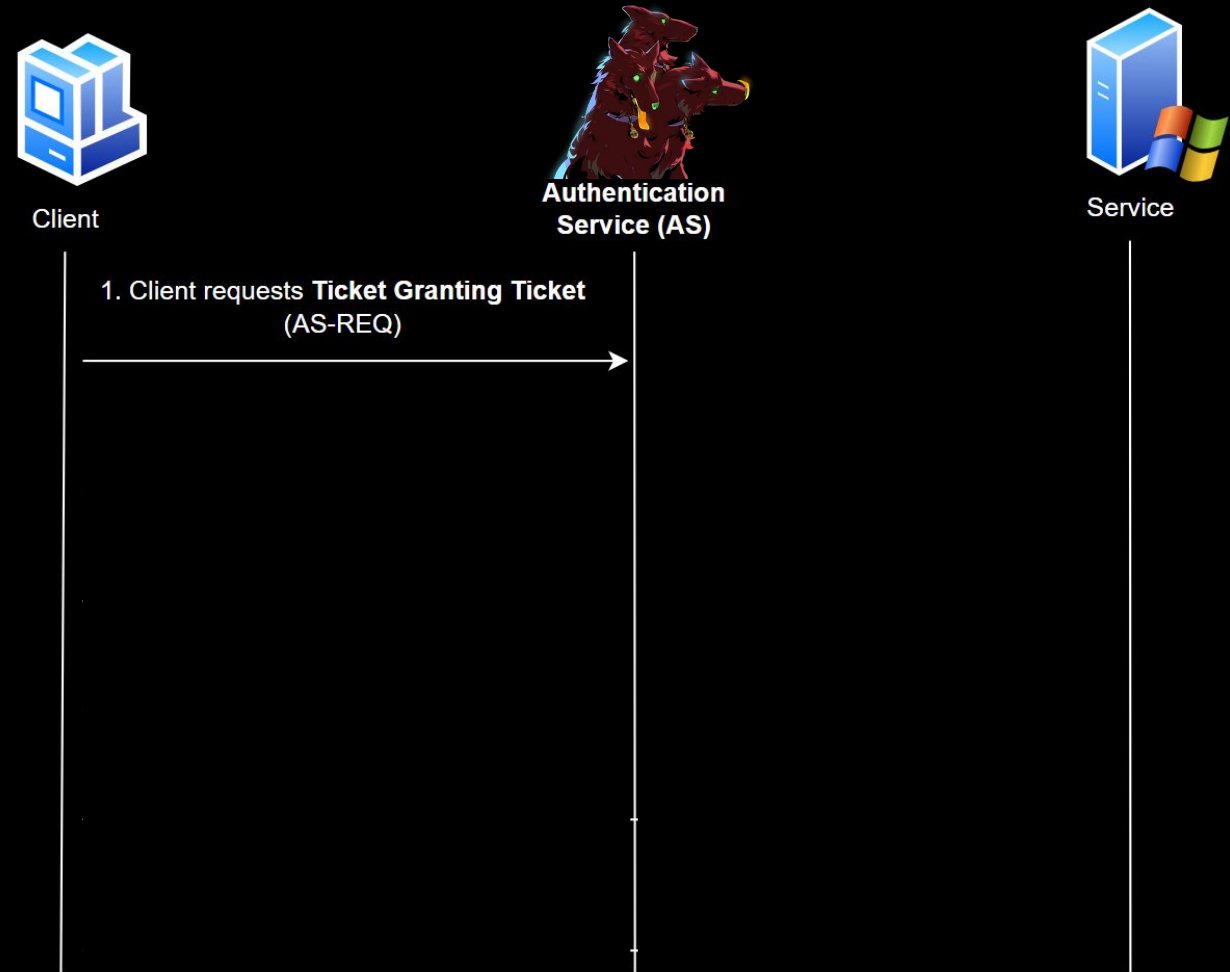 Client
Authentication
Service (AS)
Service
1. Client requests Ticket Granting Ticket
(AS-REQ)